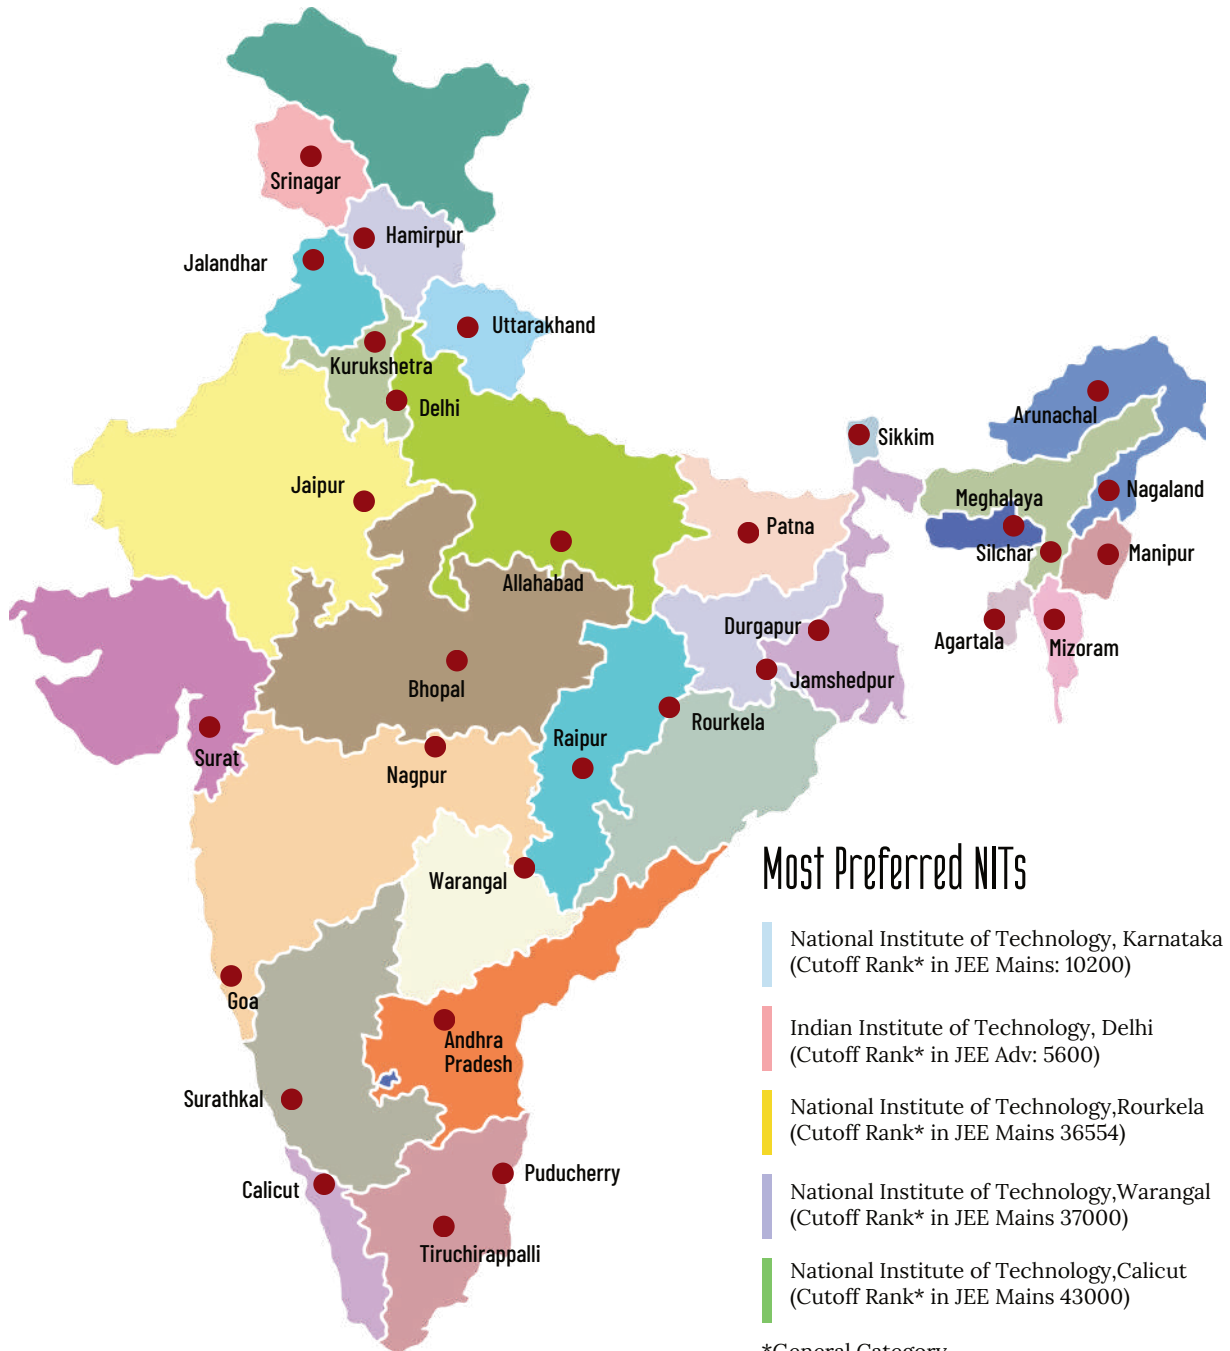 Srinagar
Hamirpur
Jalandhar
Uttarakhand
Kurukshetra
Delhi
Arunachal
Sikkim
Jaipur
Meghalaya
Nagaland
Patna
Silchar
Manipur
Allahabad
Durgapur
Agartala
Mizoram
Bhopal
Jamshedpur
Rourkela
Surat
Raipur
Nagpur
Warangal
Goa
Andhra
Pradesh
Surathkal
Puducherry
Calicut
Tiruchirappalli
Most Preferred NITs
National Institute of Technology, Karnataka
(Cutoff Rank* in JEE Mains: 10200)
Indian Institute of Technology, Delhi
(Cutoff Rank* in JEE Adv: 5600)
National Institute of Technology,Rourkela
(Cutoff Rank* in JEE Mains 36554)
National Institute of Technology,Warangal
(Cutoff Rank* in JEE Mains 37000)
National Institute of Technology,Calicut
(Cutoff Rank* in JEE Mains 43000)
*General Category